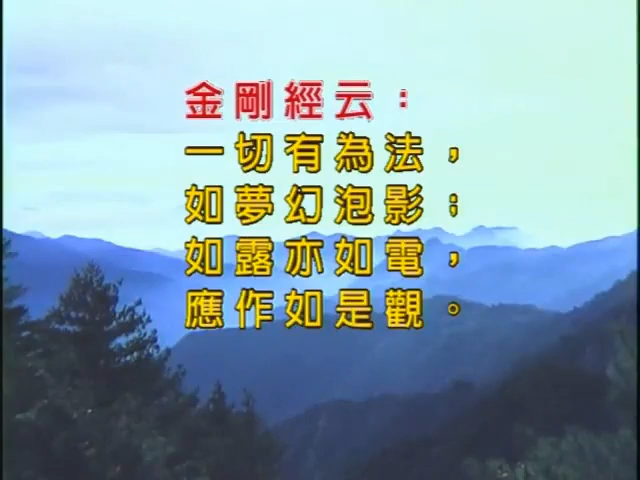 金剛經云：
一切有為法，
如夢幻泡影；
如露亦如電，
應作如是觀。